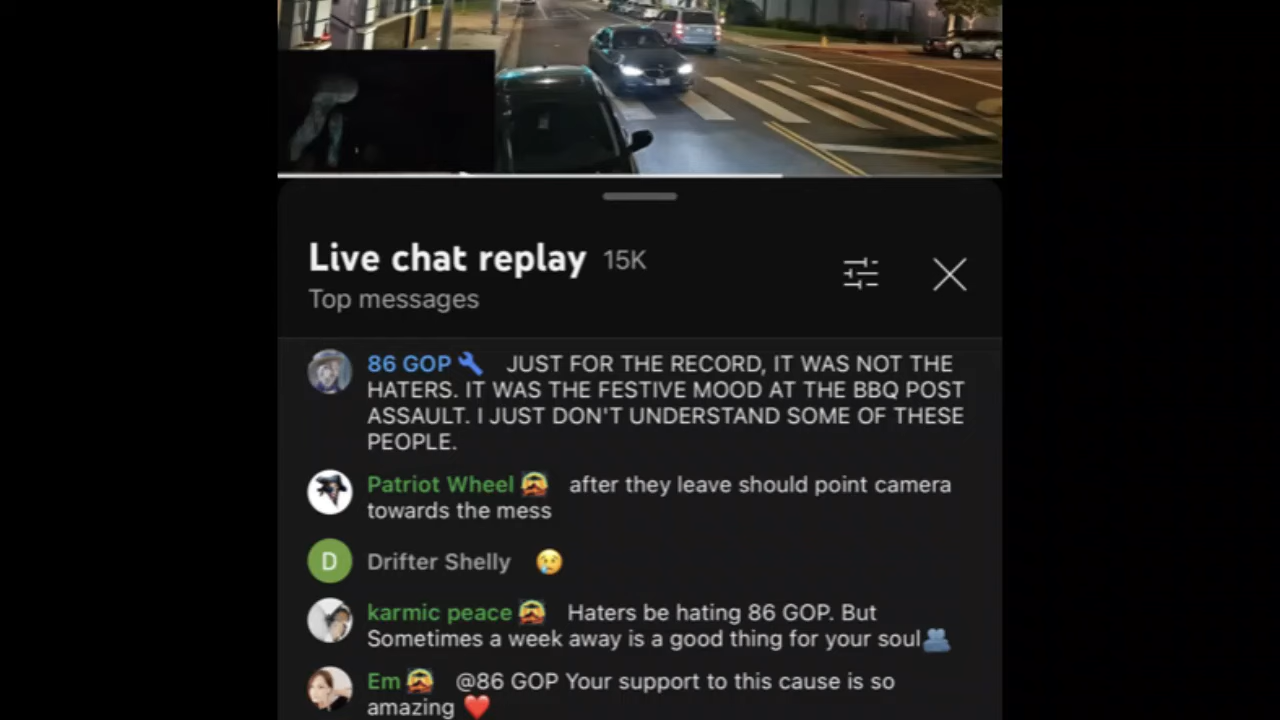 Live chat replay 15K
Top messages
86 GOP JUST FOR THE RECORD, IT WAS NOT THE
HATERS. IT WAS THE FESTIVE MOOD AT THE BBQ POST
ASSAULT. I JUST DON'T UNDERSTAND SOME OF THESE
PEOPLE.
Patriot Wheel after they leave should point camera
towards the mess
D Drifter Shelly
karmic peace Haters be hating 86 GOP. But
Sometimes a week away is a good thing for your soul
Em @86 GOP Your support to this cause is so
amazing